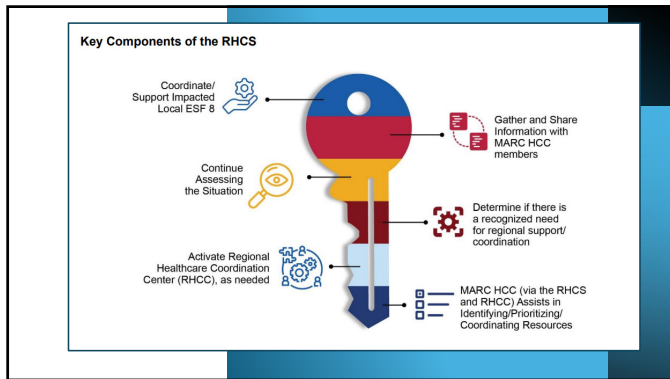 Key Components of the RHCS
Coordinate/
Support Impacted
Local ESF 8
Gather and Share
Information with
MARC HCC
members
Continue
Assessing
the Situation
Determine if there is
a recognized need
for regional support/
coordination
Activate Regional
Healthcare Coordination
Center (RHCC), as needed
MARC HCC (via the RHCS
and RHCC) Assists in
Identifying/Prioritizing/
Coordinating Resources